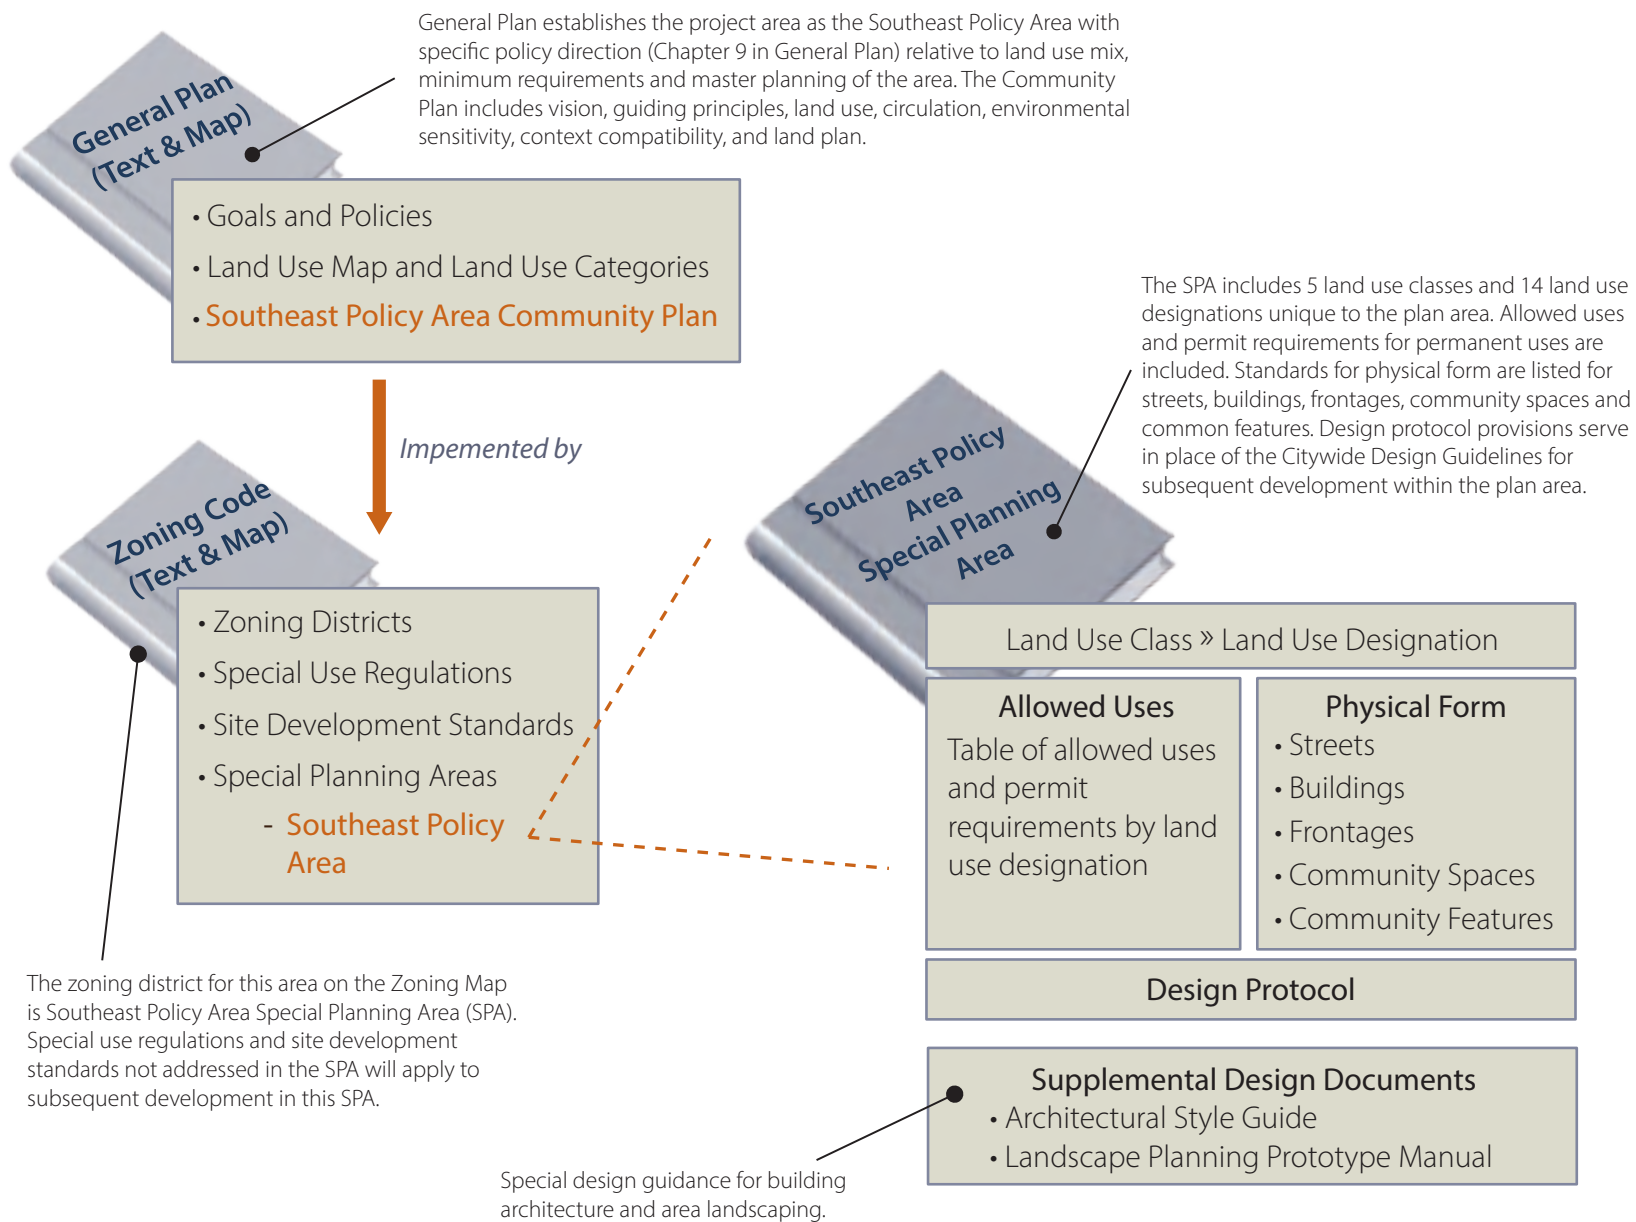 General Plan establishes the project area as the Southeast Policy Area with
specific policy direction (Chapter 9 in General Plan) relative to land use mix,
minimum requirements and master planning of the area. The Community
Plan includes vision, guiding principles, land use, circulation, environmental
sensitivity, context compatibility, and land plan.
General Plan
(Text & Map)
• Goals and Policies
• Land Use Map and Land Use Categories
• Southeast Policy Area Community Plan
Impemented by
Zoning Code
(Text & Map)
• Zoning Districts
• Special Use Regulations
• Site Development Standards
• Special Planning Areas
- Southeast Policy
Area
The zoning district for this area on the Zoning Map
is Southeast Policy Area Special Planning Area (SPA).
Special use regulations and site development
standards not addressed in the SPA will apply to
subsequent development in this SPA.
The SPA includes 5 land use classes and 14 land use
designations unique to the plan area. Allowed uses
and permit requirements for permanent uses are
included. Standards for physical form are listed for
streets, buildings, frontages, community spaces and
common features. Design protocol provisions serve
in place of the Citywide Design Guidelines for
subsequent development within the plan area.
Southeast Policy
Area
Special Planning
Area
Land Use Class » Land Use Designation
Allowed Uses
Table of allowed uses
and permit
requirements by land
use designation
Physical Form
• Streets
• Buildings
• Frontages
• Community Spaces
• Community Features
Design Protocol
Supplemental Design Documents
• Architectural Style Guide
• Landscape Planning Prototype Manual
Special design guidance for building
architecture and area landscaping.